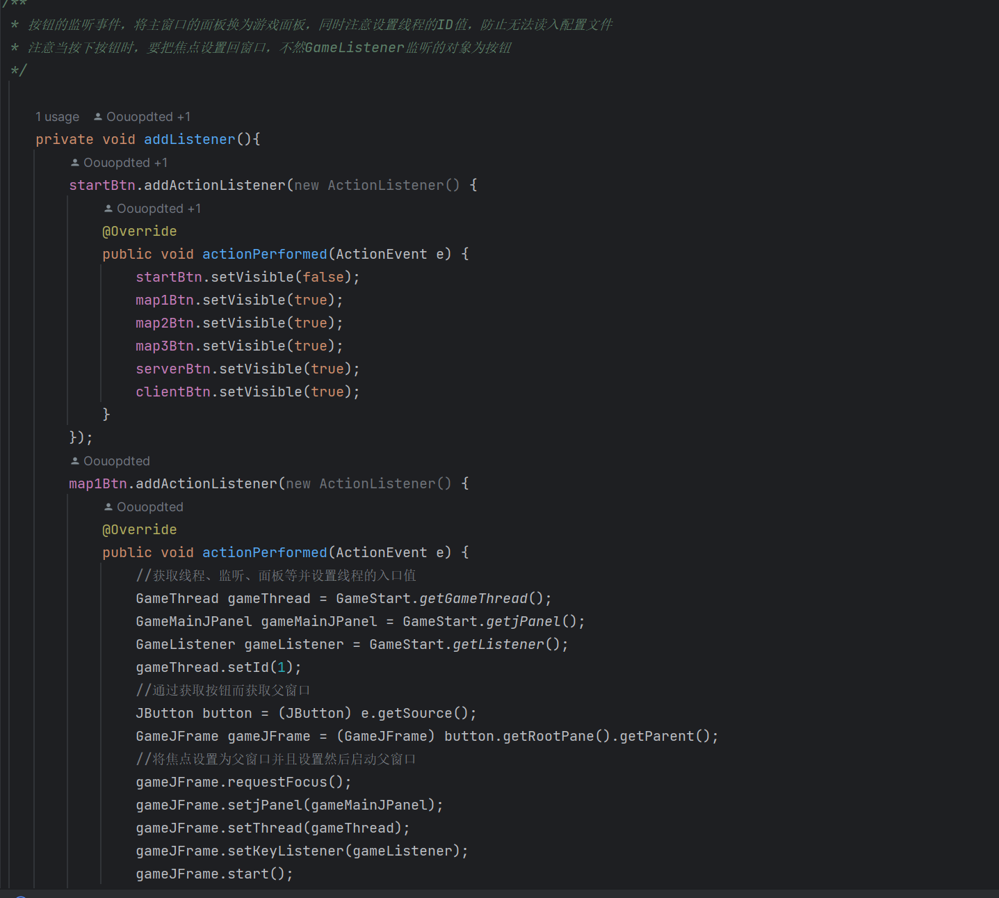 /**
* 按钮的监听事件，将主窗口的面板换为游戏面板，同时注意设置线程的ID值，防止无法读入配置文件
* 注意当按下按钮时，要把焦点设置回窗口，不然GameListener监听的对象为按钮
*/
1 usage Oouopdted +1
private void addListener(){
Oouopdted +1
startBtn.addActionListener(new ActionListener() {
Oouopdted +1
@Override
public void actionPerformed(ActionEvent e) {
startBtn.setVisible(false);
map1Btn.setVisible(true);
map2Btn.setVisible(true);
map3Btn.setVisible(true);
serverBtn.setVisible(true);
clientBtn.setVisible(true);
}
});
Oouopdted
map1Btn.addActionListener(new ActionListener() {
Oouopdted
@Override
public void actionPerformed(ActionEvent e) {
//获取线程、监听、面板等并设置线程的入口值
GameThread gameThread = GameStart.getGameThread();
GameMainJPanel gameMainJPanel = GameStart.getjPanel();
GameListener gameListener = GameStart.getListener();
gameThread.setId(1);
//通过获取按钮而获取父窗口
JButton button = (JButton) e.getSource();
GameJFrame gameJFrame = (GameJFrame) button.getRootPane().getParent();
//将焦点设置为父窗口并且设置然后启动父窗口
gameJFrame.requestFocus();
gameJFrame.setjPanel(gameMainJPanel);
gameJFrame.setThread(gameThread);
gameJFrame.setKeyListener(gameListener);
gameJFrame.start();